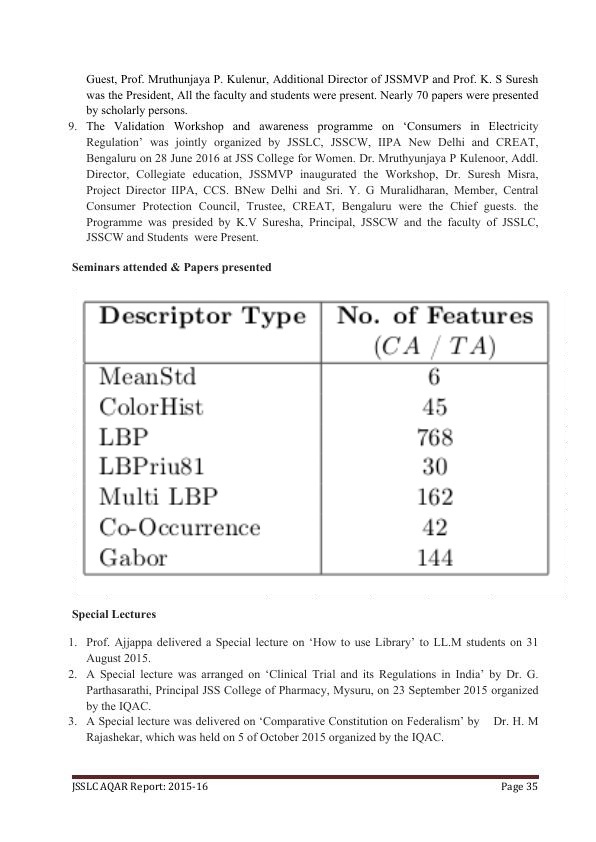 Guest, Prof. Mruthunjaya P. Kulenur, Additional Director of JSSMVP and Prof. K. S Suresh
was the President, All the faculty and students were present. Nearly 70 papers were presented
by scholarly persons.
9. The Validation Workshop and awareness programme on ‘Consumers in Electricity
Regulation’ was jointly organized by JSSLC, JSSCW, IIPA New Delhi and CREAT,
Bengaluru on 28 June 2016 at JSS College for Women. Dr. Mruthyunjaya P Kulenoor, Addl.
Director, Collegiate education, JSSMVP inaugurated the Workshop, Dr. Suresh Misra,
Project Director IIPA, CCS. BNew Delhi and Sri. Y. G Muralidharan, Member, Central
Consumer Protection Council, Trustee, CREAT, Bengaluru were the Chief guests. the
Programme was presided by K.V Suresha, Principal, JSSCW and the faculty of JSSLC,
JSSCW and Students were Present.
Seminars attended & Papers presented
Descriptor Type No. of Features
(CA / TA)
MeanStd 6
ColorHist 45
LBP 768
LBPriu81 30
Multi LBP 162
Co-Occurrence 42
Gabor 144
Special Lectures
1. Prof. Ajjappa delivered a Special lecture on ‘How to use Library’ to LL.M students on 31
August 2015.
2. A Special lecture was arranged on ‘Clinical Trial and its Regulations in India’ by Dr. G.
Parthasarathi, Principal JSS College of Pharmacy, Mysuru, on 23 September 2015 organized
by the IQAC.
3. A Special lecture was delivered on ‘Comparative Constitution on Federalism’ by Dr. H. M
Rajashekar, which was held on 5 of October 2015 organized by the IQAC.
JSSLC AQAR Report: 2015-16 Page 35